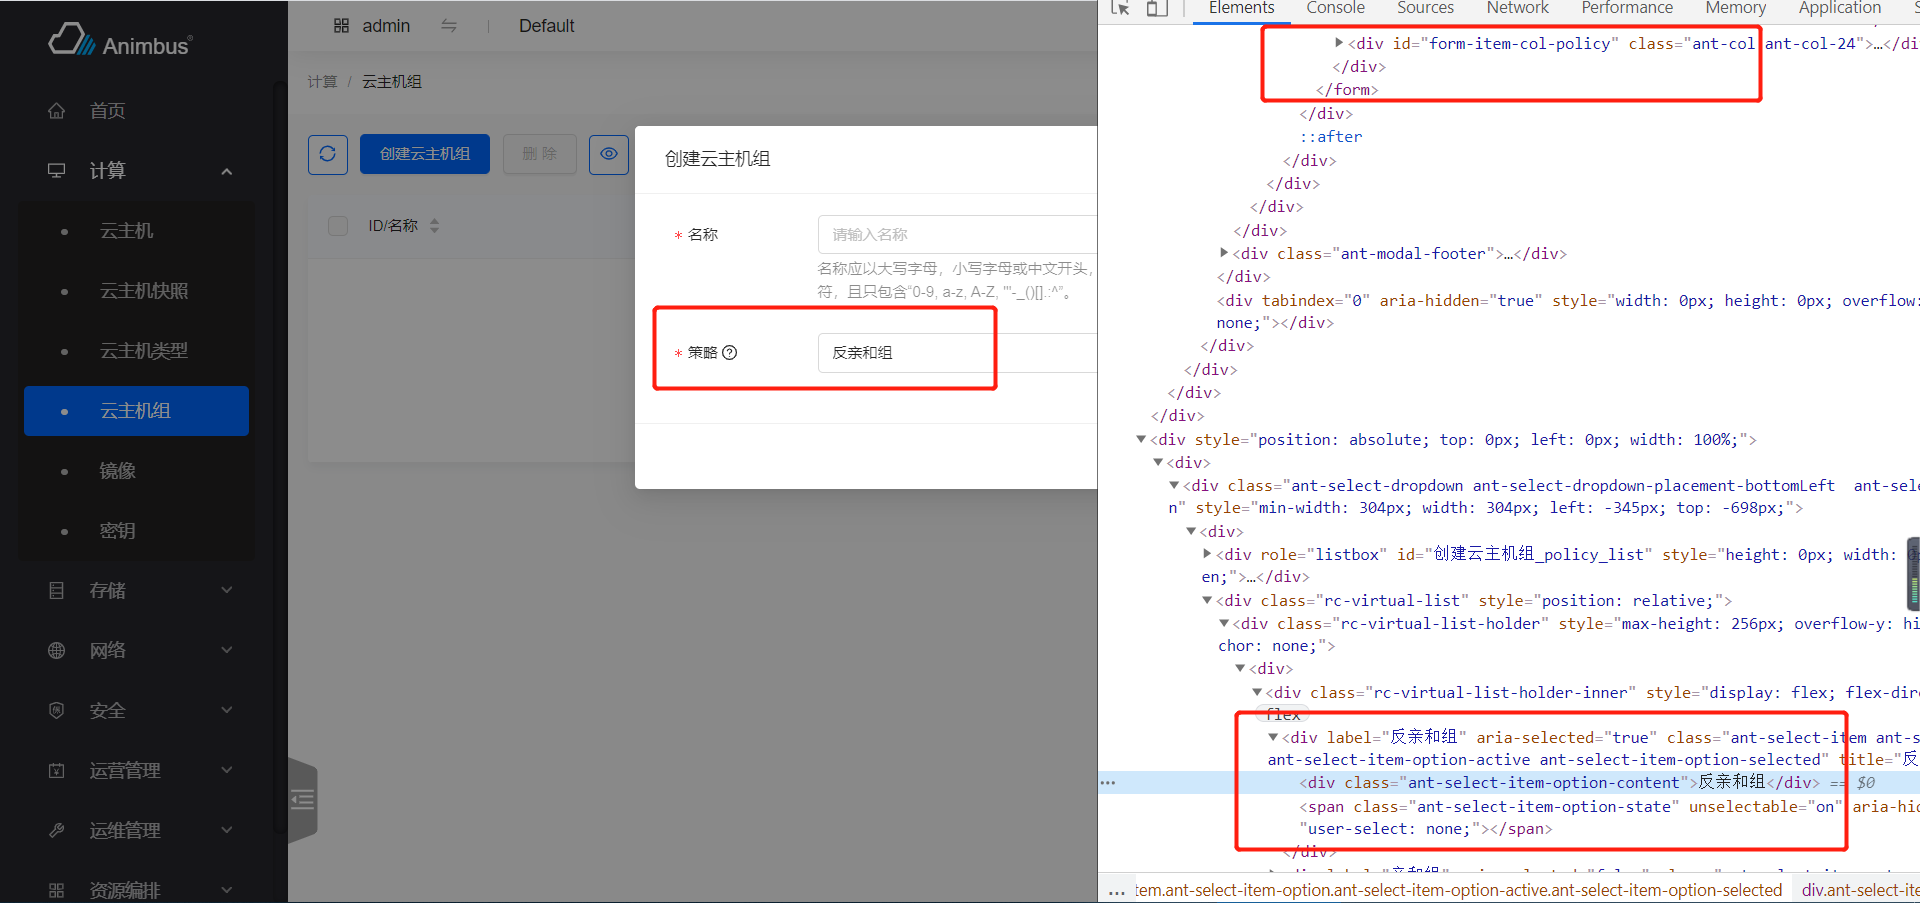 Animbus®
首页
计算
云主机
云主机快照
云主机类型
云主机组
镜像
密钥
存储
网络
安全
运营管理
运维管理
资源编排
admin
Default
计算 / 云主机组
创建云主机组
删 除
ID/名称
创建云主机组
* 名称
请输入名称
名称应以大写字母，小写字母或中文开头，
符，且只包含“0-9, a-z, A-Z, "'-_()[].:^”。
* 策略
反亲和组
Elements Console Sources Network Performance Memory Application
<div id="form-item-col-policy" class="ant-col ant-col-24">…</di
</div>
</form>
</div>
::after
</div>
</div>
</div>
</div>
<div class="ant-modal-footer">…</div>
</div>
<div tabindex="0" aria-hidden="true" style="width: 0px; height: 0px; overflow:
none;"></div>
</div>
</div>
</div>
</div>
<div style="position: absolute; top: 0px; left: 0px; width: 100%;">
<div>
<div class="ant-select-dropdown ant-select-dropdown-placement-bottomLeft ant-sele
n" style="min-width: 304px; width: 304px; left: -345px; top: -698px;">
<div>
<div role="listbox" id="创建云主机组_policy_list" style="height: 0px; width:
en;">…</div>
<div class="rc-virtual-list" style="position: relative;">
<div class="rc-virtual-list-holder" style="max-height: 256px; overflow-y: hi
chor: none;">
<div>
<div class="rc-virtual-list-holder-inner" style="display: flex; flex-dire
flex
<div label="反亲和组" aria-selected="true" class="ant-select-item ant-s
ant-select-item-option-active ant-select-item-option-selected" title="反
<div class="ant-select-item-option-content">反亲和组</div> == $0
<span class="ant-select-item-option-state" unselectable="on" aria-hid
"user-select: none;"></span>
</div>
… tem.ant-select-item-option.ant-select-item-option-active.ant-select-item-option-selected div.ant-select-ite